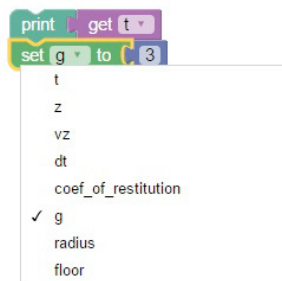 print get t
set g to 3
t
z
vz
dt
coef_of_restitution
✓ g
radius
floor